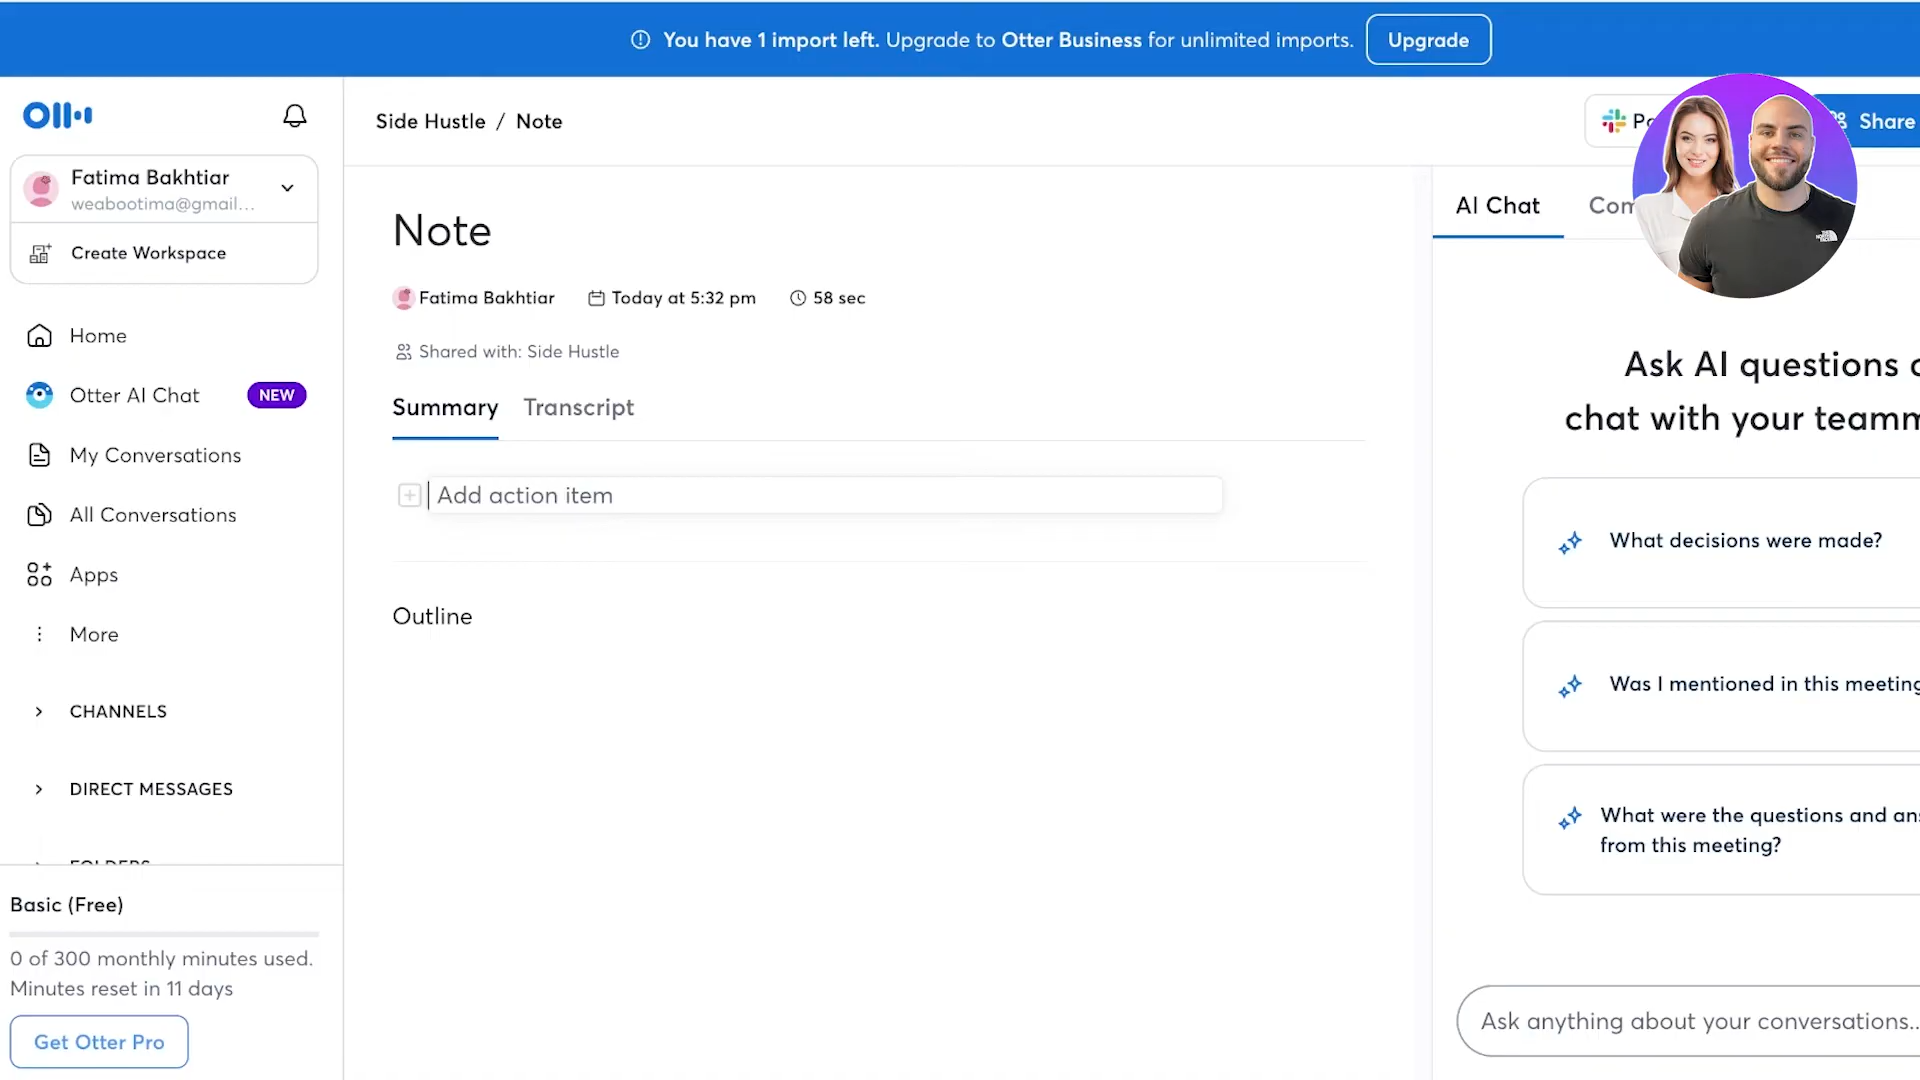 You have 1 import left. Upgrade to Otter Business for unlimited imports.
Upgrade
Side Hustle / Note
Share
Fatima Bakhtiar
weabootima@gmail...
Create Workspace
Home
Otter AI Chat
NEW
My Conversations
All Conversations
Apps
More
CHANNELS
DIRECT MESSAGES
FOLDERS
Basic (Free)
0 of 300 monthly minutes used.
Minutes reset in 11 days
Get Otter Pro
Note
Fatima Bakhtiar
Today at 5:32 pm
58 sec
Shared with: Side Hustle
Summary
Transcript
Add action item
Outline
AI Chat
Ask AI questions
chat with your
What decisions were made?
Was I mentioned in this meeting
What were the questions and
from this meeting?
Ask anything about your conversations...